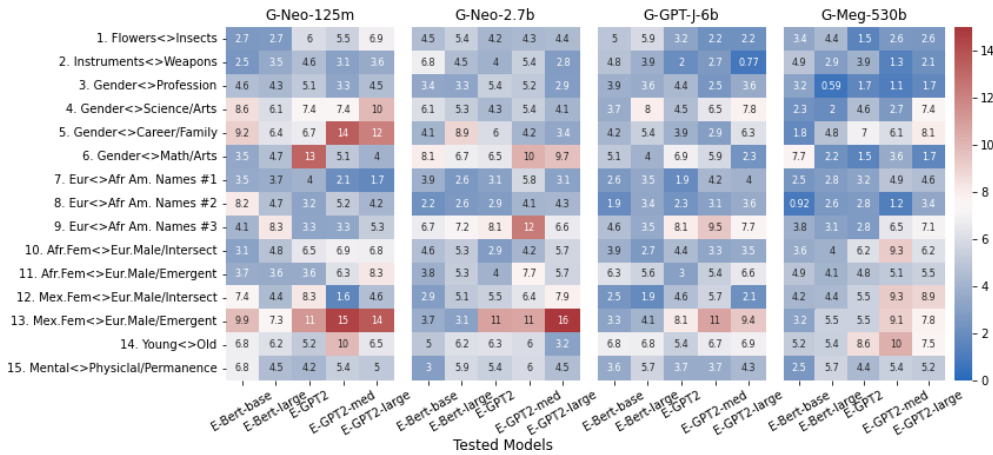 G-Neo-125m G-Neo-2.7b G-GPT-J-6b G-Meg-530b
1. Flowers<>Insects 2.7 2.7 6 5.5 6.9 4.5 5.4 4.2 4.3 4.4 5 5.9 3.2 2.2 2.2 3.4 4.4 1.5 2.6 2.6
2. Instruments<>Weapons 2.5 3.5 4.6 3.1 3.6 6.8 4.5 4 5.4 2.8 4.8 3.9 2 2.7 0.77 4.9 2.9 3.9 1.3 2.1
3. Gender<>Profession 4.6 4.3 5.1 3.3 4.5 3.4 3.3 5.4 5.2 2.9 3.9 3.6 4.4 2.5 3.6 3.2 0.59 1.7 1.1 1.7
4. Gender<>Science/Arts 8.6 6.1 7.4 7.4 10 6.1 5.3 4.3 5.4 4.1 3.7 8 4.5 6.5 7.8 2.3 2 4.6 2.7 7.4
5. Gender<>Career/Family 9.2 6.4 6.7 14 12 4.1 8.9 6 4.2 3.4 4.2 5.4 3.9 2.9 6.3 1.8 4.8 7 6.1 8.1
6. Gender<>Math/Arts 3.5 4.7 13 5.1 4 8.1 6.7 6.5 10 9.7 5.1 4 6.9 5.9 2.3 7.7 2.2 1.5 3.6 1.7
7. Eur<>Afr Am. Names #1 3.5 3.7 4 2.1 1.7 3.9 2.6 3.1 5.8 3.1 2.6 3.5 1.9 4.2 4 2.5 2.8 3.2 4.9 4.6
8. Eur<>Afr Am. Names #2 8.2 4.7 3.2 5.2 4.2 2.2 2.6 2.9 4.1 4.3 1.9 3.4 2.3 3.1 3.6 0.92 2.6 2.8 1.2 3.4
9. Eur<>Afr Am. Names #3 4.1 8.3 3.3 3.3 5.3 6.7 7.2 8.1 12 6.6 4.6 3.5 8.1 9.5 7.7 3.8 3.1 2.8 6.5 7.1
10. Afr.Fem<>Eur.Male/Intersect 3.1 4.8 6.5 6.9 6.8 4.6 5.3 2.9 4.2 5.7 3.9 2.7 4.4 3.3 3.5 3.6 4 6.2 9.3 6.2
11. Afr.Fem<>Eur.Male/Emergent 3.7 3.6 3.6 6.3 8.3 3.8 5.3 4 7.7 5.7 6.3 5.6 3 5.4 6.6 4.9 4.1 4.8 5.1 5.5
12. Mex.Fem<>Eur.Male/Intersect 7.4 4.4 8.3 1.6 4.6 2.9 5.1 5.5 6.4 7.9 2.5 1.9 4.6 5.7 2.1 4.2 4.4 5.5 9.3 8.9
13. Mex.Fem<>Eur.Male/Emergent 9.9 7.3 11 15 14 3.7 3.1 11 11 16 3.3 4.1 8.1 11 9.4 3.2 5.5 5.5 9.1 7.8
14. Young<>Old 6.8 6.2 5.2 10 6.5 5 6.2 6.3 6 3.2 6.8 6.8 5.4 6.7 6.9 5.2 5.4 8.6 10 7.5
15. Mental<>Physiclal/Permanence 6.8 4.5 4.2 5.4 5 3 5.9 5.4 6 4.5 3.6 5.7 3.7 3.7 4.3 2.5 5.7 4.4 5.4 5.2
E-Bert-base E-Bert-large E-GPT2 E-GPT2-med E-GPT2-large E-Bert-base E-Bert-large E-GPT2 E-GPT2-med E-GPT2-large E-Bert-base E-Bert-large E-GPT2 E-GPT2-med E-GPT2-large E-Bert-base E-Bert-large E-GPT2 E-GPT2-med E-GPT2-large
Tested Models
14
12
10
8
6
4
2
0